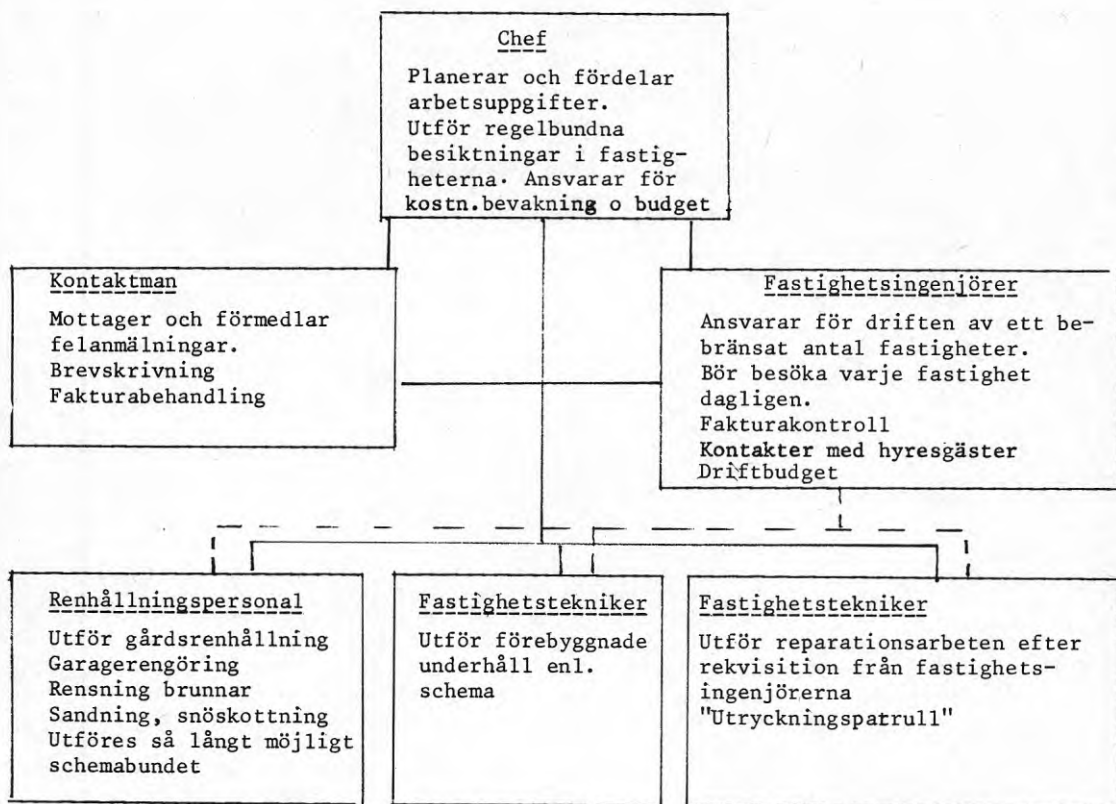 Chef
Planerar och fördelar
arbetsuppgifter.
Utför regelbundna
besiktningar i fastig-
heterna. Ansvarar för
kostn.bevakning o budget
Kontaktman
Mottager och förmedlar
felanmälningar.
Brevskrivning
Fakturabehandling
Fastighetsingenjörer
Ansvarar för driften av ett be-
bränsat antal fastigheter.
Bör besöka varje fastighet
dagligen.
Fakturakontroll
Kontakter med hyresgäster
Driftbudget
Renhållningspersonal
Utför gårdsrenhållning
Garagerengöring
Rensning brunnar
Sandning, snöskottning
Utföres så långt möjligt
schemabundet
Fastighetstekniker
Utför förebyggnade
underhåll enl.
schema
Fastighetstekniker
Utför reparationsarbeten efter
rekvisition från fastighets-
ingenjörerna
"Utryckningspatrull"